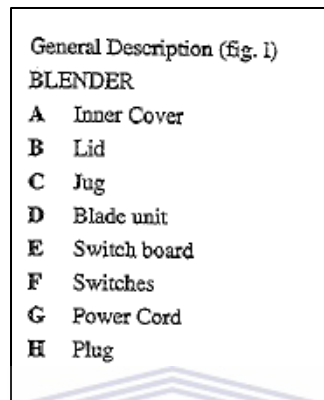 General Description (fig. 1)
BLENDER
A Inner Cover
B Lid
C Jug
D Blade unit
E Switch board
F Switches
G Power Cord
H Plug